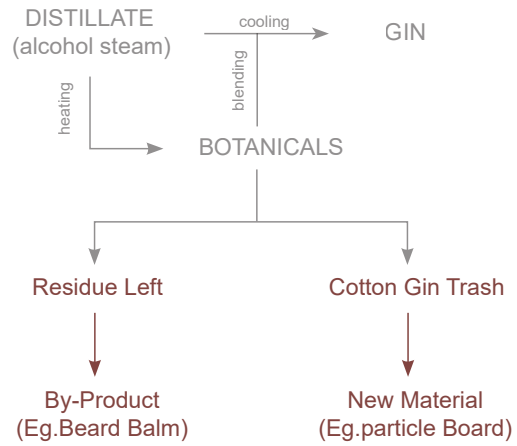 DISTILLATE
(alcohol steam)
cooling
GIN
heating
blending
BOTANICALS
Residue Left
Cotton Gin Trash
By-Product
(Eg.Beard Balm)
New Material
(Eg.particle Board)